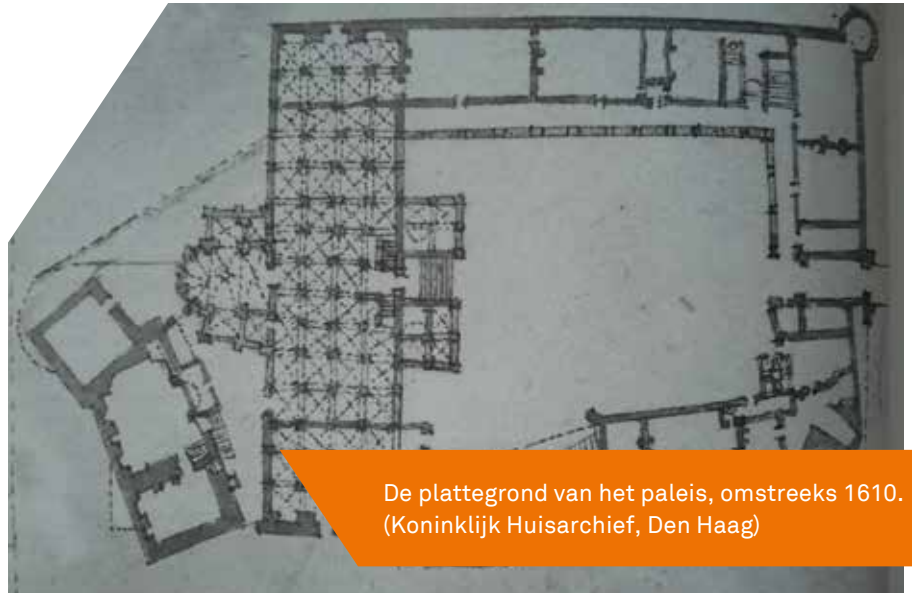 De plattegrond van het paleis, omstreeks 1610.
(Koninklijk Huisarchief, Den Haag)